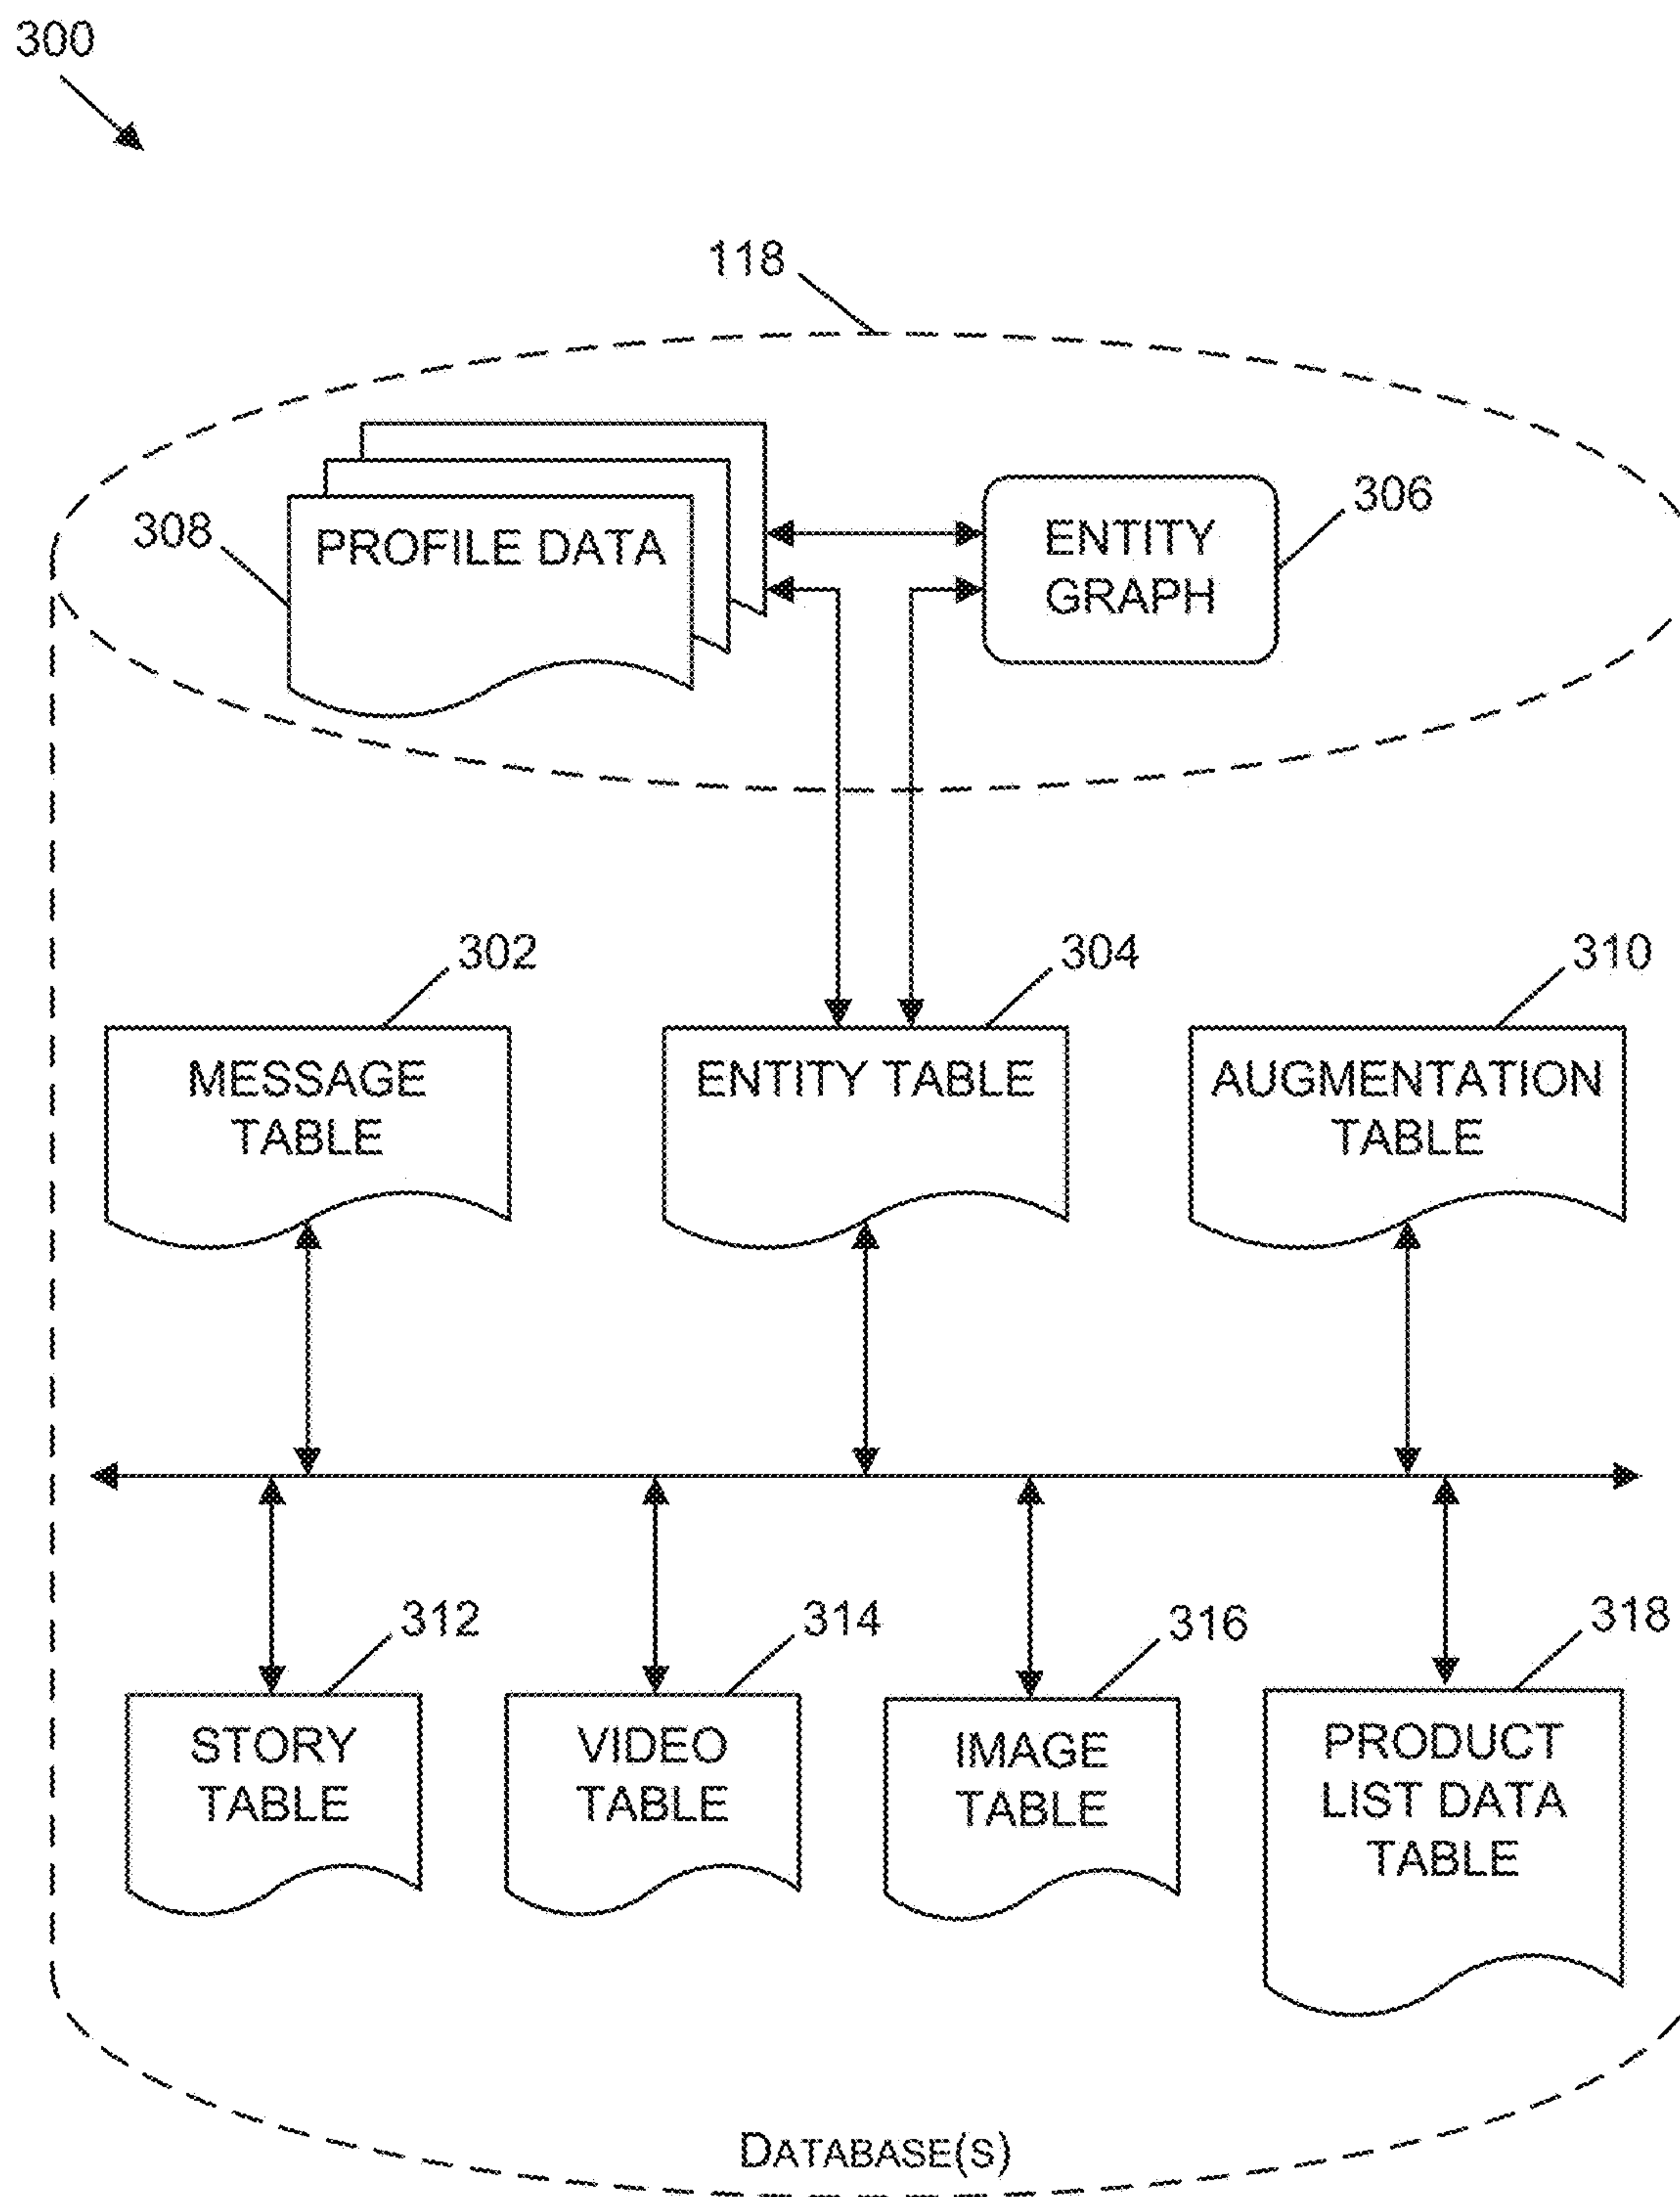 300
118
308
PROFILE DATA
ENTITY
GRAPH
306
302
304
310
MESSAGE
TABLE
ENTITY TABLE
AUGMENTATION
TABLE
312
314
316
318
STORY
TABLE
VIDEO
TABLE
IMAGE
TABLE
PRODUCT
LIST DATA
TABLE
DATABASE(S)